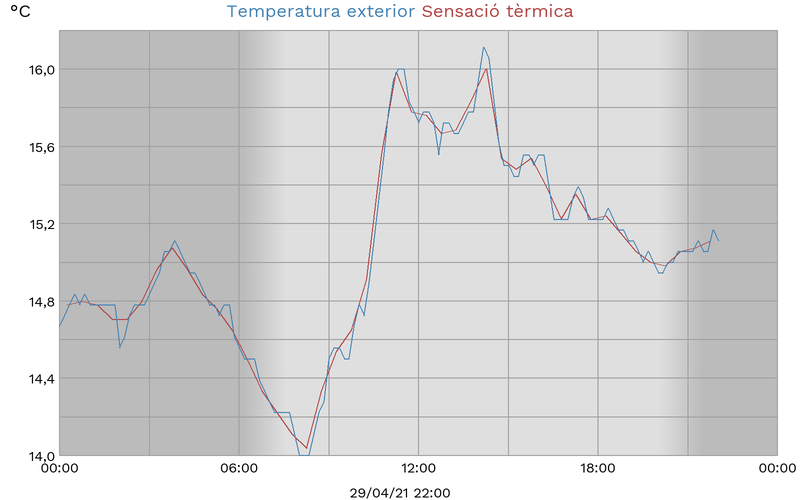 °C
Temperatura exterior Sensació tèrmica
16,0
15,6
15,2
14,8
14,4
14,0
00:00 06:00 12:00 18:00 00:00
29/04/21 22:00